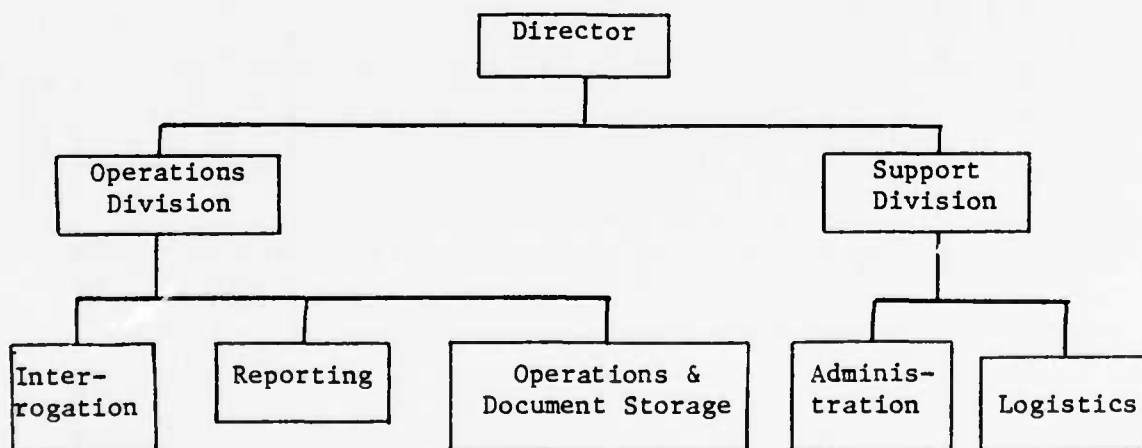 Director
Operations
Division
Support
Division
Inter-
rogation
Reporting
Operations &
Document Storage
Adminis-
tration
Logistics